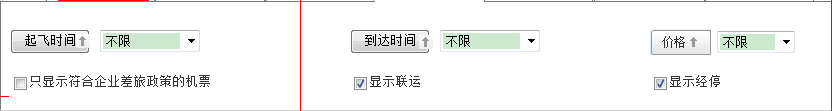 起飞时间 不限 到达时间 不限 价格 不限
只显示符合企业差旅政策的机票 显示联运 显示经停